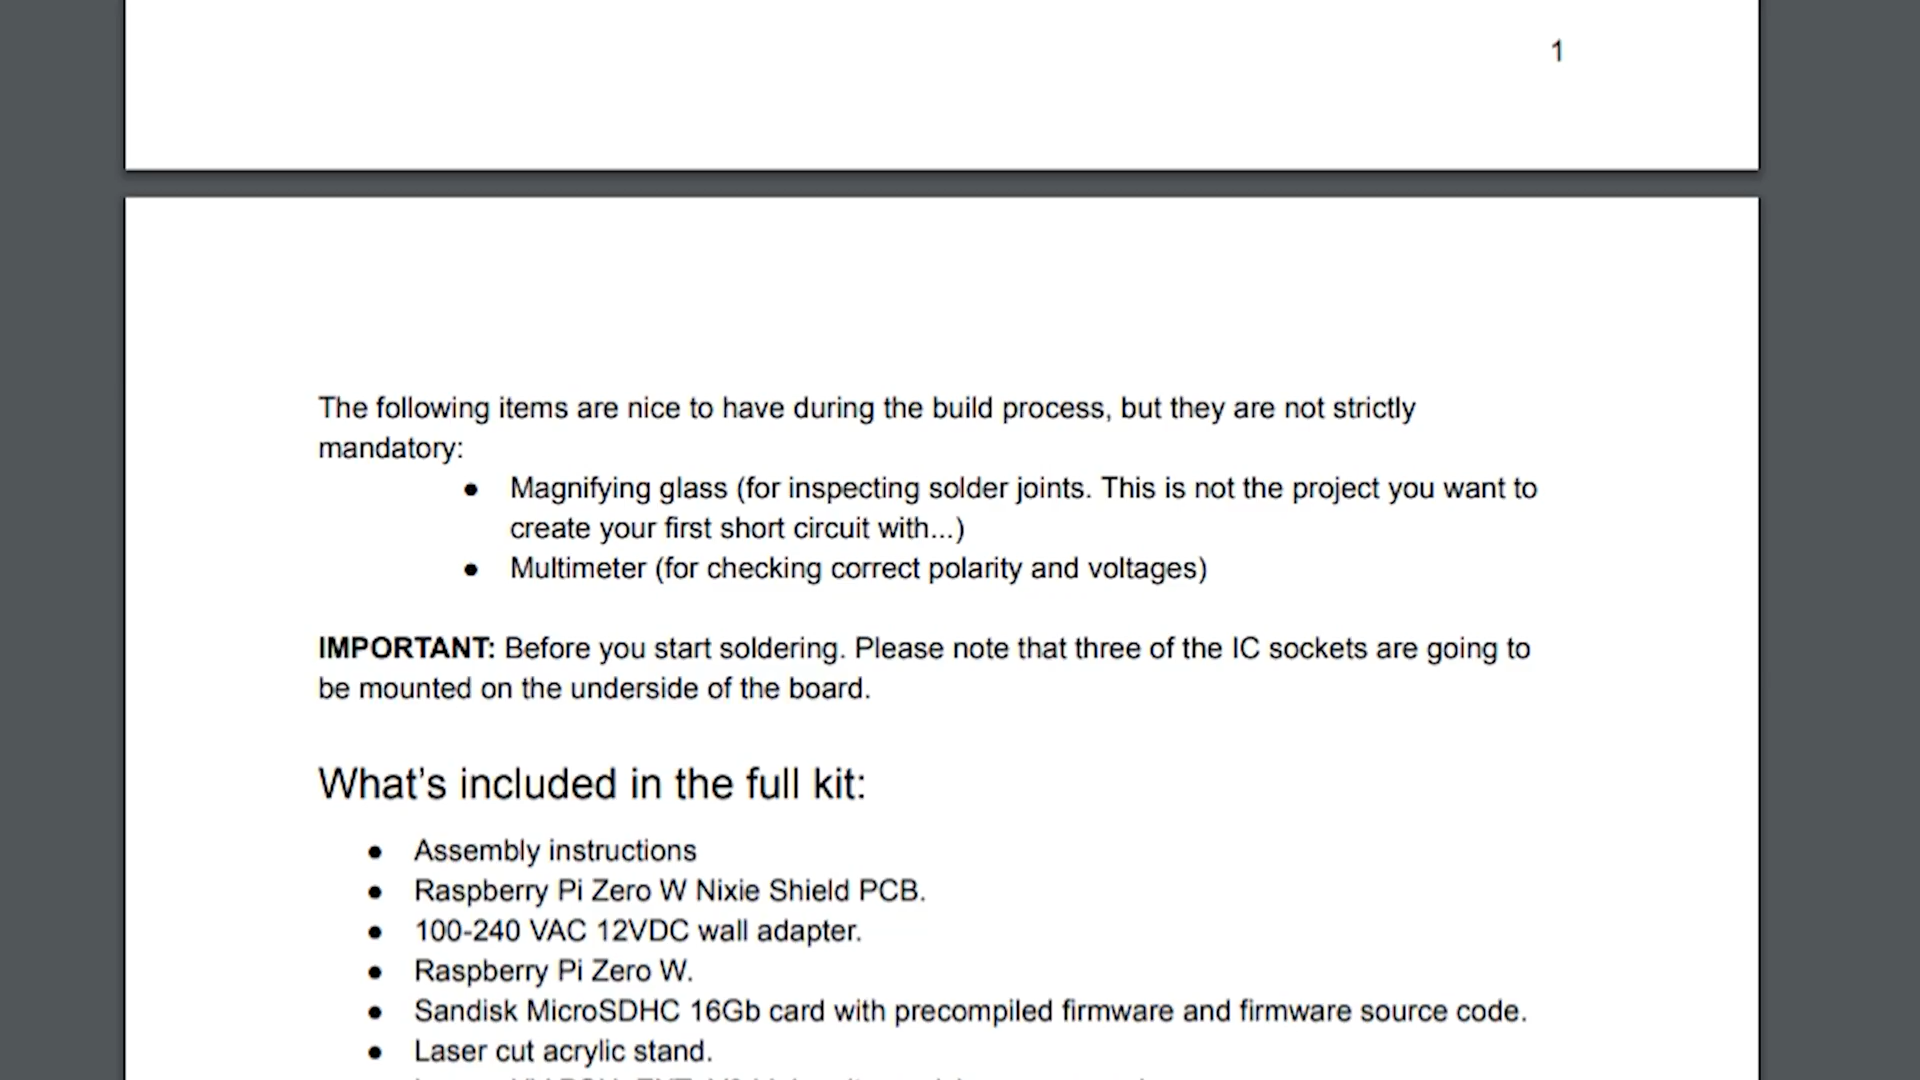 1
The following items are nice to have during the build process, but they are not strictly
mandatory:
● Magnifying glass (for inspecting solder joints. This is not the project you want to
create your first short circuit with...)
● Multimeter (for checking correct polarity and voltages)
IMPORTANT: Before you start soldering. Please note that three of the IC sockets are going to
be mounted on the underside of the board.
What's included in the full kit:
● Assembly instructions
● Raspberry Pi Zero W Nixie Shield PCB.
● 100-240 VAC 12VDC wall adapter.
● Raspberry Pi Zero W.
● Sandisk MicroSDHC 16Gb card with precompiled firmware and firmware source code.
● Laser cut acrylic stand.